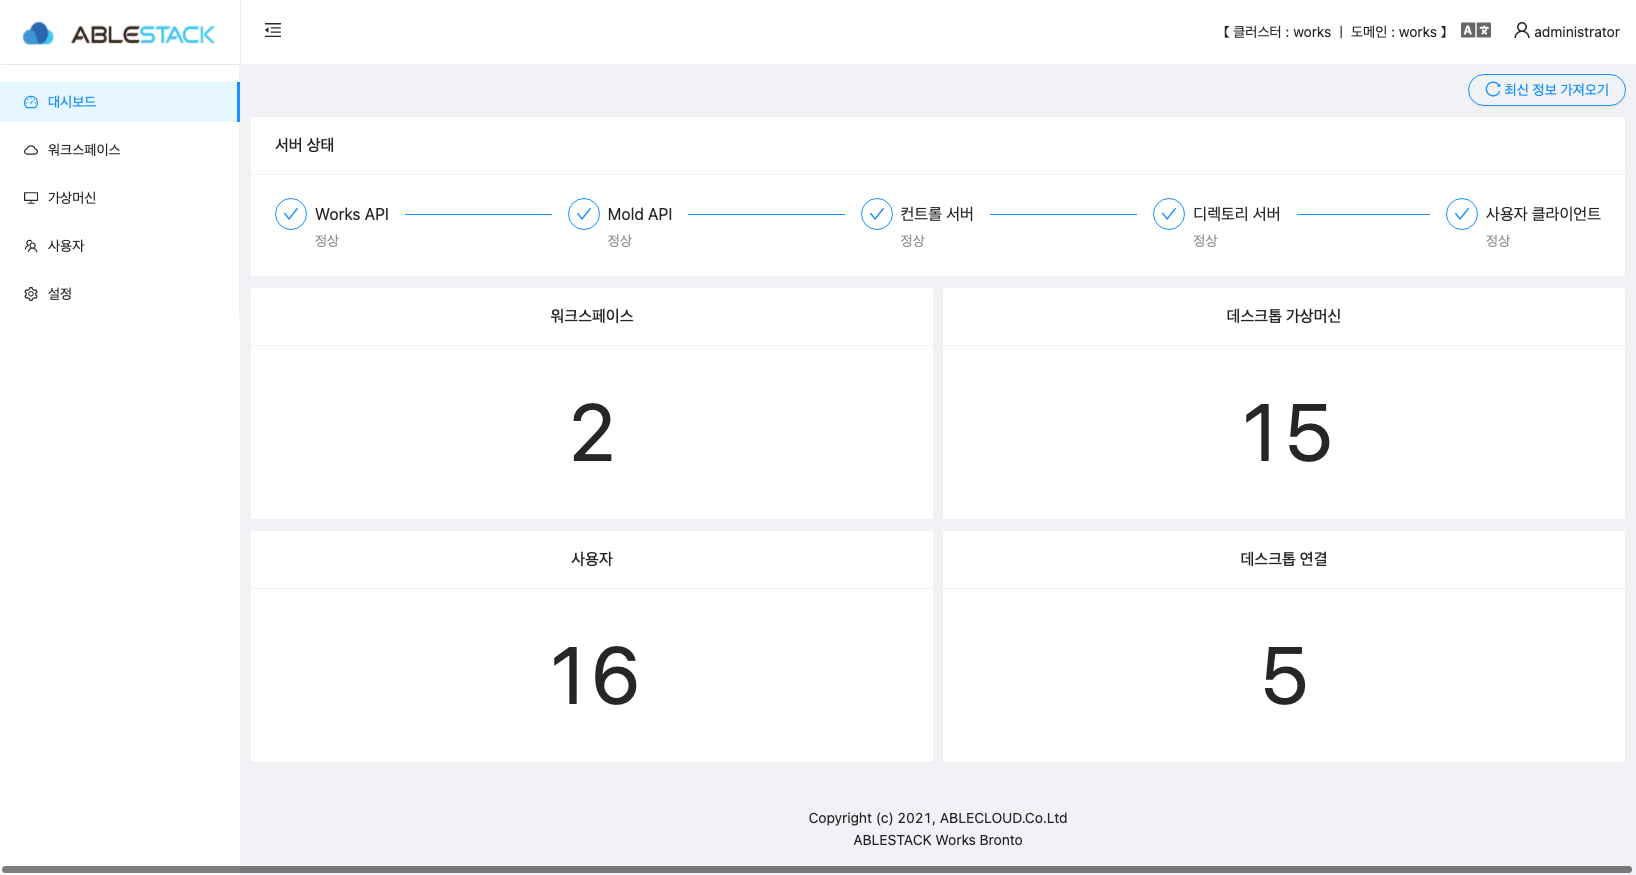 ABLESTACK
【 클러스터 : works ㅣ 도메인 : works 】
administrator
최신 정보 가져오기
대시보드
워크스페이스
가상머신
사용자
설정
서버 상태
Works API
정상
Mold API
정상
컨트롤 서버
정상
디렉토리 서버
정상
사용자 클라이언트
정상
워크스페이스
2
데스크톱 가상머신
15
사용자
16
데스크톱 연결
5
Copyright (c) 2021, ABLECLOUD.Co.Ltd
ABLESTACK Works Bronto